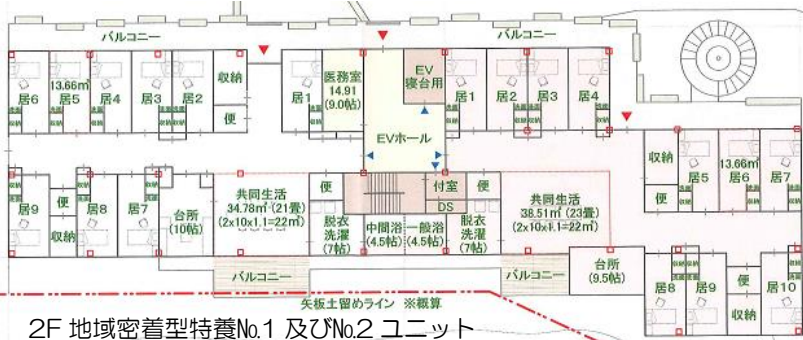 バルコニー
バルコニー
居6
13.66㎡
居5
居4
居3
居2
収納
便
居1
医務室
14.91
(9.0帖)
EV
寝台用
EVホール
居1
居2
居3
居4
収納
便
居5
13.66㎡
居6
居7
居9
便
収納
居8
居7
台所
(10帖)
共同生活
34.78㎡(21畳)
(2x10x1.1=22㎡)
便
脱衣
洗濯
(7帖)
中間浴
(4.5帖)
一般浴
(4.5帖)
付室
DS
便
脱衣
洗濯
(7帖)
共同生活
38.51㎡(23畳)
(2x10x1.1=22㎡)
台所
(9.5帖)
居8
居9
便
収納
居10
バルコニー
バルコニー
矢板土留めライン ※概算
2F 地域密着型特養№1 及び№2 ユニット